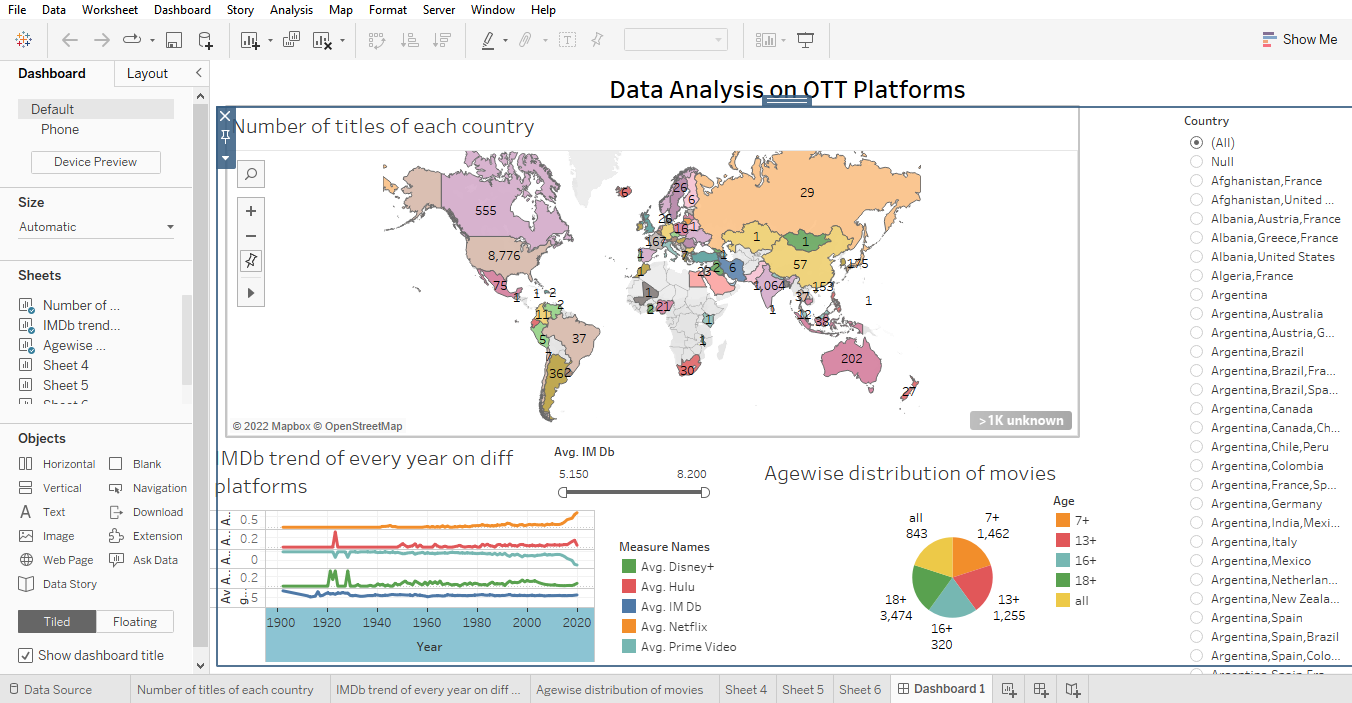 File Data Worksheet Dashboard Story Analysis Map Format Server Window Help
Show Me
Dashboard Layout
Default
Phone
Device Preview
Size
Automatic
Sheets
Number of ...
IMDb trend...
Agewise ...
Sheet 4
Sheet 5
Objects
Horizontal Blank
Vertical Navigation
Text Download
Image Extension
Web Page Ask Data
Data Story
Tiled Floating
Show dashboard title
Data Analysis on OTT Platforms
Number of titles of each country
555
8,776
75
1
1
2
2
11
5
37
7
362
6
26
6
26
16
167
29
1
1
57
175
6
23
2
1,064
153
37
1
12
38
1
1
2
21
1
1
30
202
27
© 2022 Mapbox © OpenStreetMap
>1K unknown
IMDb trend of every year on diff
platforms
A.. 0.5
A.. 0.2
A.. 0
A.. 0.2
Av g.. 5
1900 1920 1940 1960 1980 2000 2020
Year
Avg. IM Db
5.150 8.200
Measure Names
Avg. Disney+
Avg. Hulu
Avg. IM Db
Avg. Netflix
Avg. Prime Video
Agewise distribution of movies
all
843
7+
1,462
18+
3,474
13+
1,255
16+
320
Age
7+
13+
16+
18+
all
Country
(All)
Null
Afghanistan,France
Afghanistan,United ...
Albania,Austria,France
Albania,Greece,France
Albania,United States
Algeria,France
Argentina
Argentina,Australia
Argentina,Austria,G...
Argentina,Brazil
Argentina,Brazil,Fra...
Argentina,Brazil,Spa...
Argentina,Canada
Argentina,Canada,Ch...
Argentina,Chile,Peru
Argentina,Colombia
Argentina,France,Sp...
Argentina,Germany
Argentina,India,Mexi...
Argentina,Italy
Argentina,Mexico
Argentina,Netherlan...
Argentina,New Zeala...
Argentina,Spain
Argentina,Spain,Brazil
Argentina,Spain,Colo...
Data Source Number of titles of each country IMDb trend of every year on diff ... Agewise distribution of movies Sheet 4 Sheet 5 Sheet 6 Dashboard 1